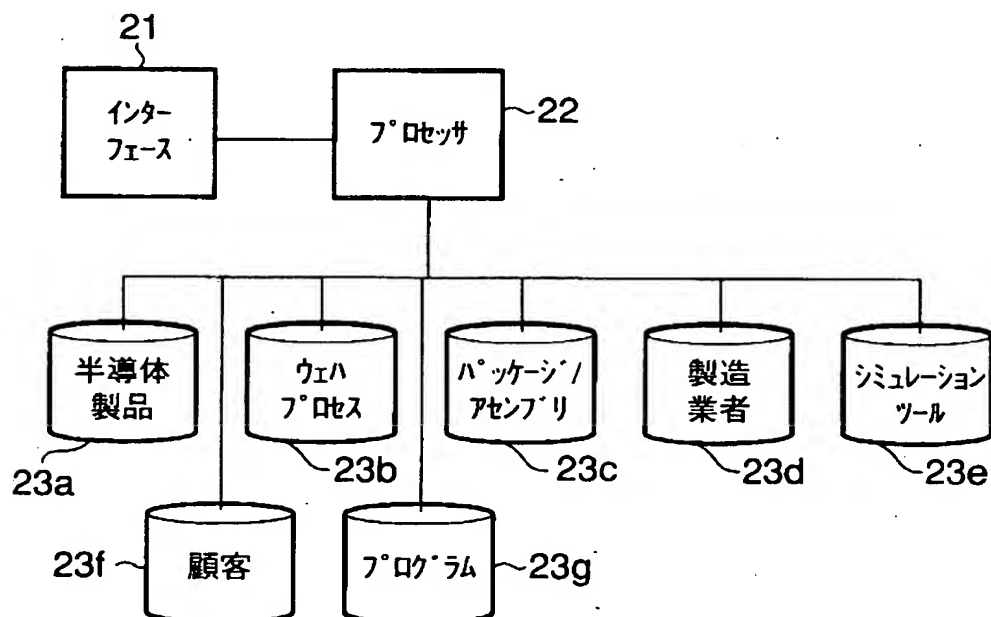 21
インター
フェース
プロセッサ
22
半導体
製品
ウェハ
プロセス
パッケージ/
アセンブリ
製造
業者
シミュレーション
ツール
23a
23b
23c
23d
23e
23f
顧客
プログラム
23g